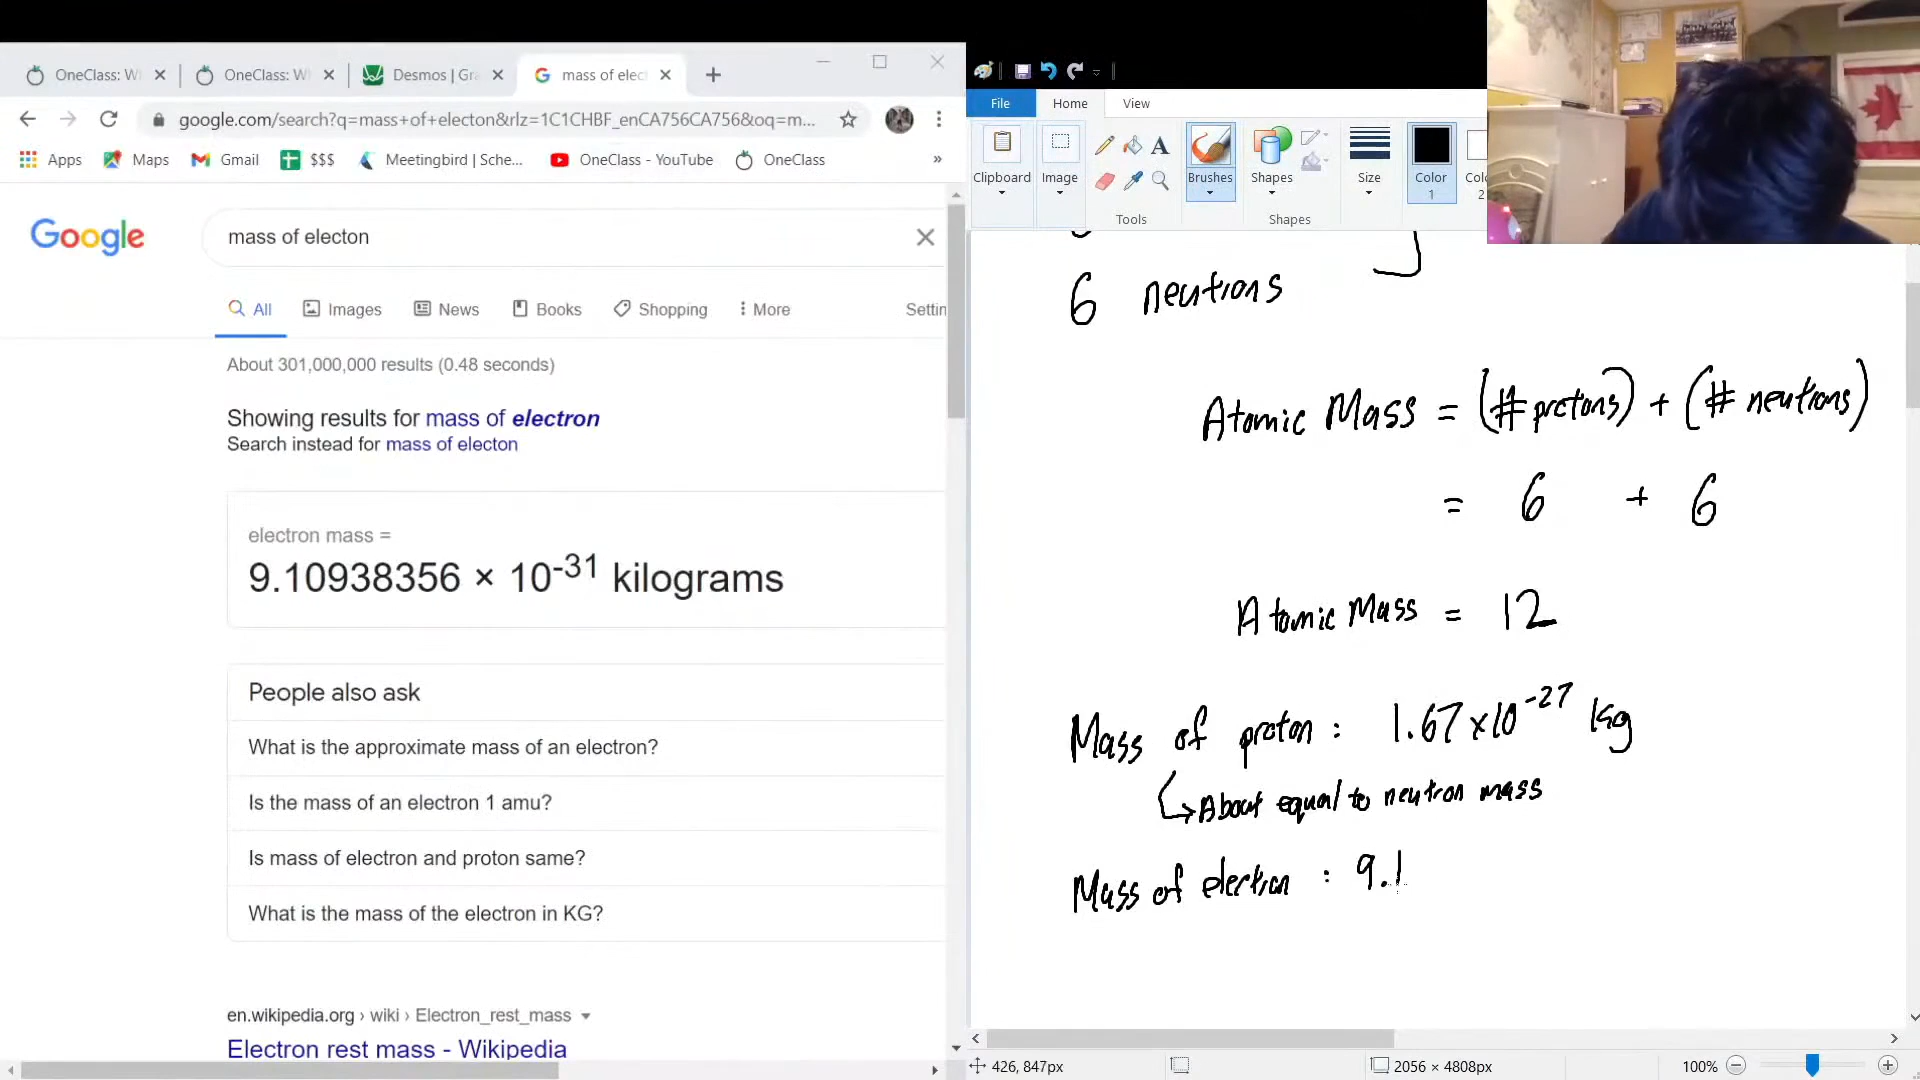 OneClass: W
OneClass: W
Desmos | Gr
mass of elec
google.com/search?q=mass+of+electon&rlz=1C1CHBF_enCA756CA756&oq=m...
Apps
Maps
Gmail
$$$
Meetingbird | Sche...
OneClass - YouTube
OneClass
»
Google
mass of electon
All
Images
News
Books
Shopping
More
Settin
About 301,000,000 results (0.48 seconds)
Showing results for mass of electron
Search instead for mass of electon
electron mass =
9.10938356 × 10⁻³¹ kilograms
People also ask
What is the approximate mass of an electron?
Is the mass of an electron 1 amu?
Is mass of electron and proton same?
What is the mass of the electron in KG?
en.wikipedia.org › wiki › Electron_rest_mass
Electron rest mass - Wikipedia
File
Home
View
Clipboard
Image
Tools
Brushes
Shapes
Shapes
Size
Color
1
Colo
2
6 neutrons
Atomic Mass = (# protons) + (# neutrons)
= 6 + 6
Atomic Mass = 12
Mass of proton : 1.67 x 10⁻²⁷ kg
About equal to neutron mass
Mass of electron : 9.1
426, 847px
2056 × 4808px
100%